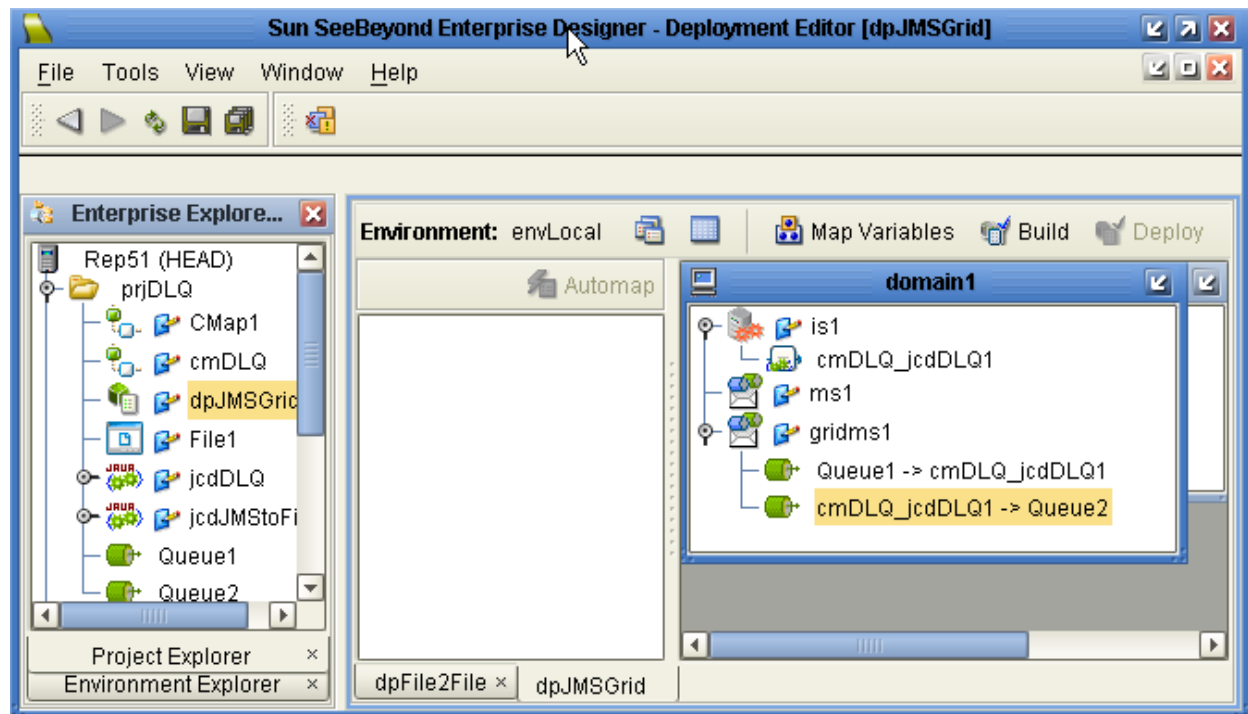 Sun SeeBeyond Enterprise Designer - Deployment Editor [dpJMSGrid]
File Tools View Window Help
Enterprise Explore...
Rep51 (HEAD)
prjDLQ
CMap1
cmDLQ
dpJMSGric
File1
JAVA jcdDLQ
JAVA jcdJMStoFi
Queue1
Queue2
Project Explorer ×
Environment Explorer ×
Environment: envLocal Map Variables Build Deploy
Automap
domain1
is1
cmDLQ_jcdDLQ1
ms1
gridms1
Queue1 -> cmDLQ_jcdDLQ1
cmDLQ_jcdDLQ1 -> Queue2
dpFile2File × dpJMSGrid